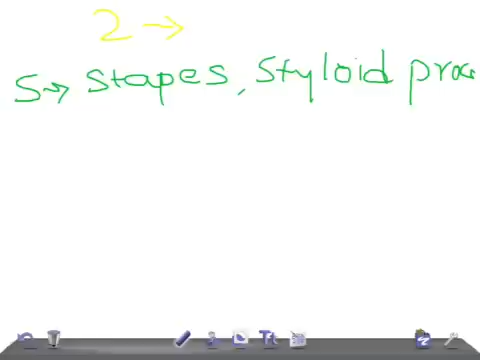 2 →
S → stapes, styloid proc